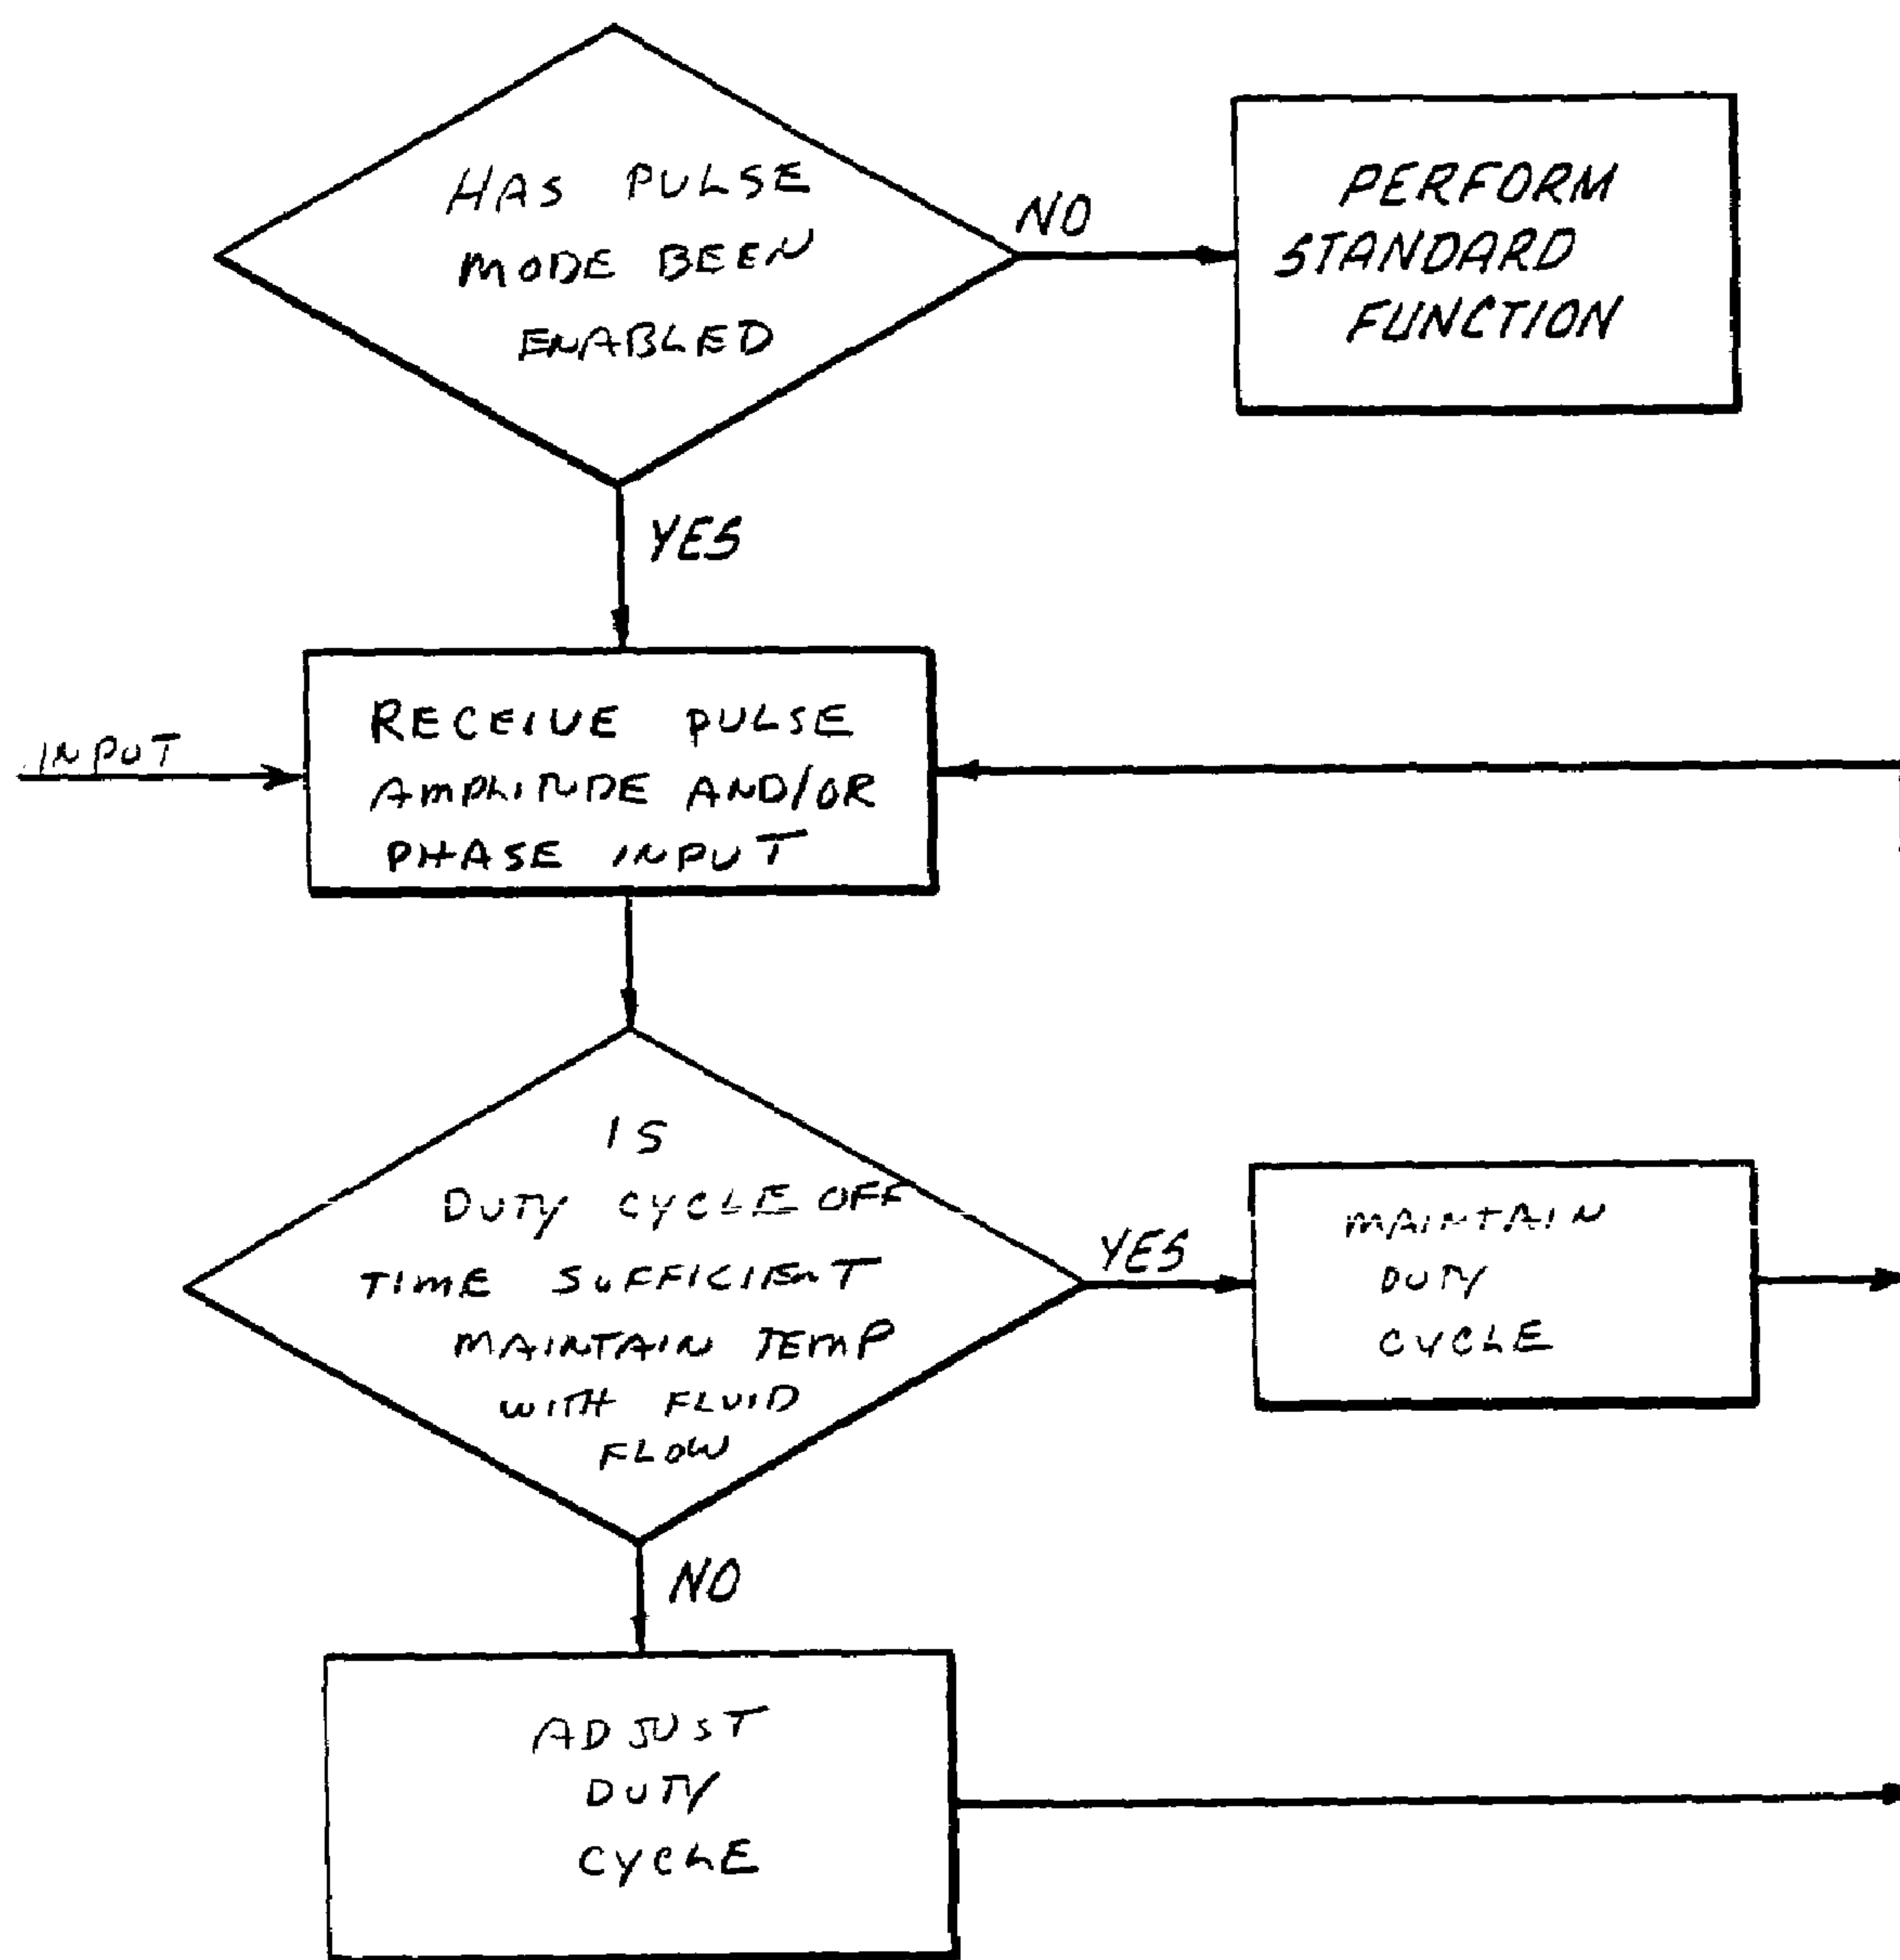 HAS PULSE
MODE BEEN
ENABLED
NO
PERFORM
STANDARD
FUNCTION
YES
INPUT
RECEIVE PULSE
AMPLITUDE AND/OR
PHASE INPUT
IS
DUTY CYCLE OFF
TIME SUFFICIENT
MAINTAIN TEMP
WITH FLUID
FLOW
YES
MAINTAIN
DUTY
CYCLE
NO
ADJUST
DUTY
CYCLE